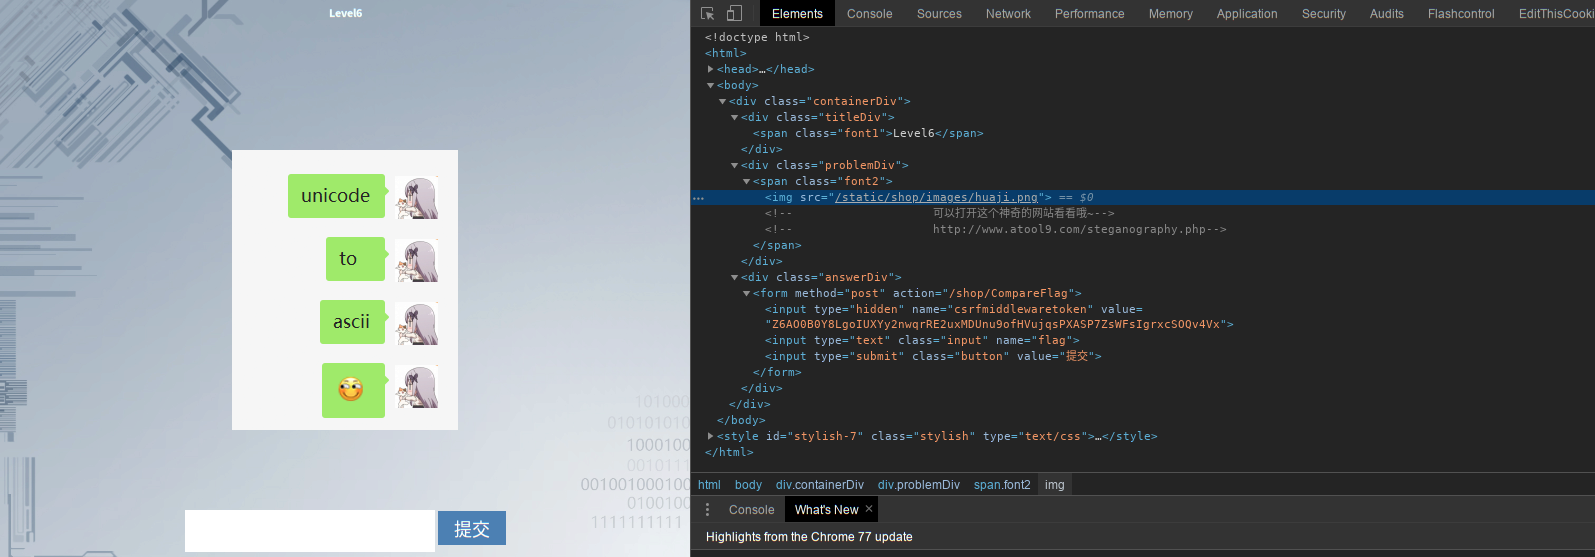 Level6
unicode
to
ascii
提交
101000
010101010
1000100
0010111
001001000100
0100100
1111111111
Elements Console Sources Network Performance Memory Application Security Audits Flashcontrol EditThisCooki
<!doctype html>
<html>
<head>…</head>
<body>
<div class="containerDiv">
<div class="titleDiv">
<span class="font1">Level6</span>
</div>
<div class="problemDiv">
<span class="font2">
<img src="/static/shop/images/huaji.png"> == $0
<!-- 可以打开这个神奇的网站看看哦~-->
<!-- http://www.atool9.com/steganography.php-->
</span>
</div>
<div class="answerDiv">
<form method="post" action="/shop/CompareFlag">
<input type="hidden" name="csrfmiddlewaretoken" value=
"Z6AO0B0Y8LgoIUXYy2nwqrRE2uxMDUnu9ofHVujqsPXASP7ZsWFsIgrxcSOQv4Vx">
<input type="text" class="input" name="flag">
<input type="submit" class="button" value="提交">
</form>
</div>
</div>
</body>
<style id="stylish-7" class="stylish" type="text/css">…</style>
</html>
html body div.containerDiv div.problemDiv span.font2 img
Console What's New ×
Highlights from the Chrome 77 update